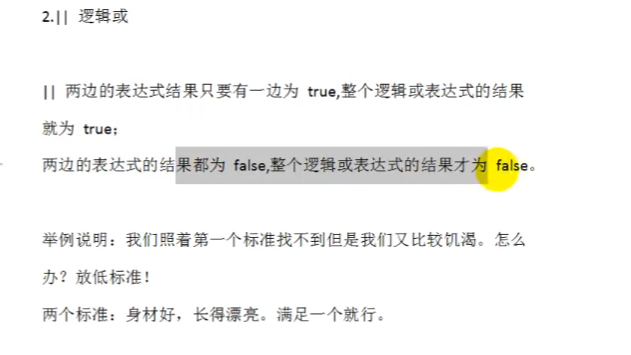 2.|| 逻辑或
|| 两边的表达式结果只要有一边为 true,整个逻辑或表达式的结果
就为 true；
两边的表达式的结果都为 false,整个逻辑或表达式的结果才为 false。
举例说明：我们照着第一个标准找不到但是我们又比较饥渴。怎么
办？放低标准！
两个标准：身材好，长得漂亮。满足一个就行。